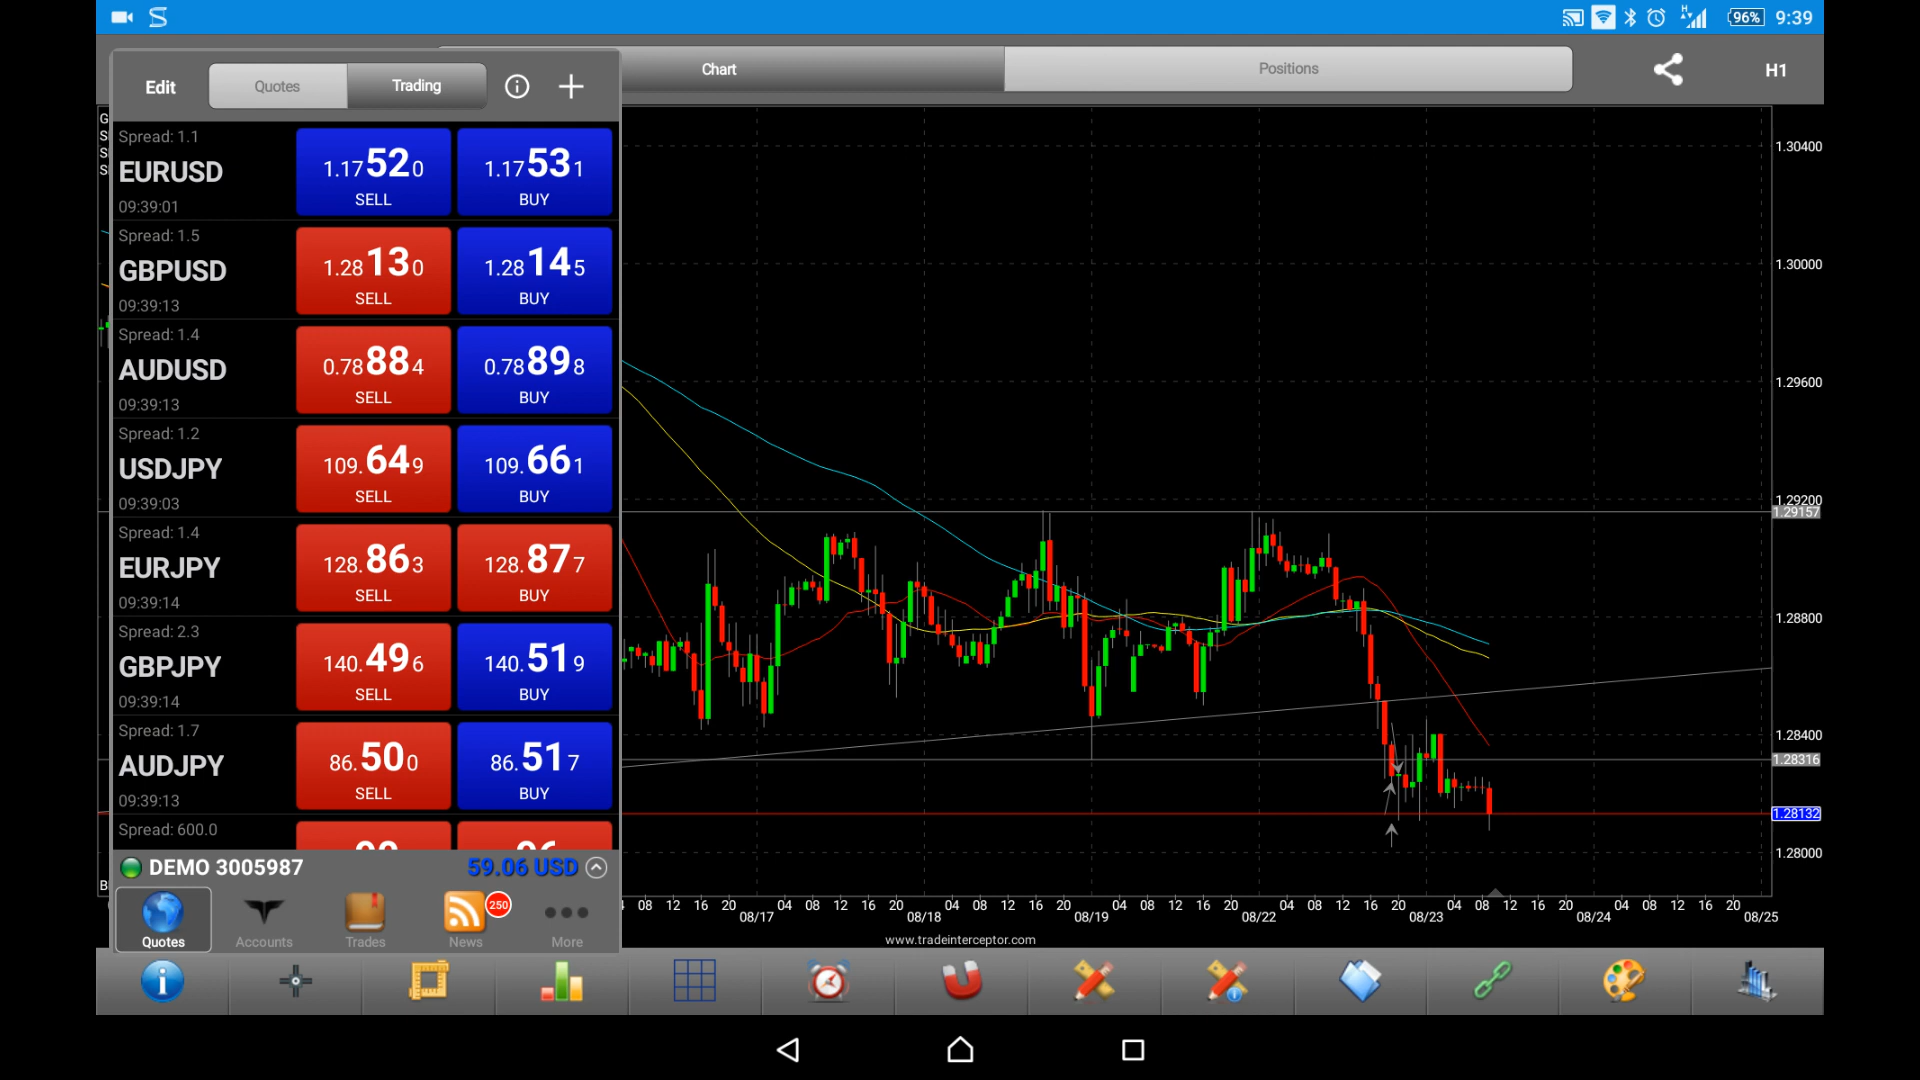 96% 9:39
Edit Quotes Trading Chart Positions H1
Spread: 1.1
EURUSD
09:39:01
1.17520
SELL
1.17531
BUY
Spread: 1.5
GBPUSD
09:39:13
1.28130
SELL
1.28145
BUY
Spread: 1.4
AUDUSD
09:39:13
0.78884
SELL
0.78898
BUY
Spread: 1.2
USDJPY
09:39:03
109.649
SELL
109.661
BUY
Spread: 1.4
EURJPY
09:39:14
128.863
SELL
128.877
BUY
Spread: 2.3
GBPJPY
09:39:14
140.496
SELL
140.519
BUY
Spread: 1.7
AUDJPY
09:39:13
86.500
SELL
86.517
BUY
Spread: 600.0
DEMO 3005987 59.06 USD
Quotes Accounts Trades News 250 More
1.30400
1.30000
1.29600
1.29200
1.29157
1.28800
1.28400
1.28316
1.28132
1.28000
08 12 16 20 04 08 12 16 20 04 08 12 16 20 04 08 12 16 20 04 08 12 16 20 04 08 12 16 20 04 08 12 16 20
08/17 08/18 08/19 08/22 08/23 08/24 08/25
www.tradeinterceptor.com